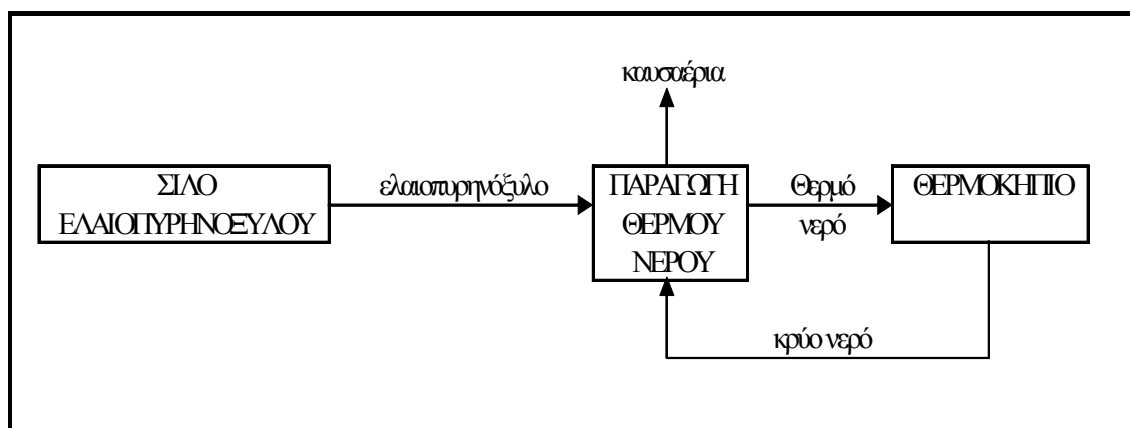 καυσαέρια
ΣΙΛΟ
ΕΛΑΙΟΠΥΡΗΝΟΞΥΛΟΥ
ελαιοπυρηνόξυλο
ΠΑΡΑΓΩΓΗ
ΘΕΡΜΟΥ
ΝΕΡΟΥ
Θερμό
νερό
ΘΕΡΜΟΚΗΠΙΟ
κρύο νερό